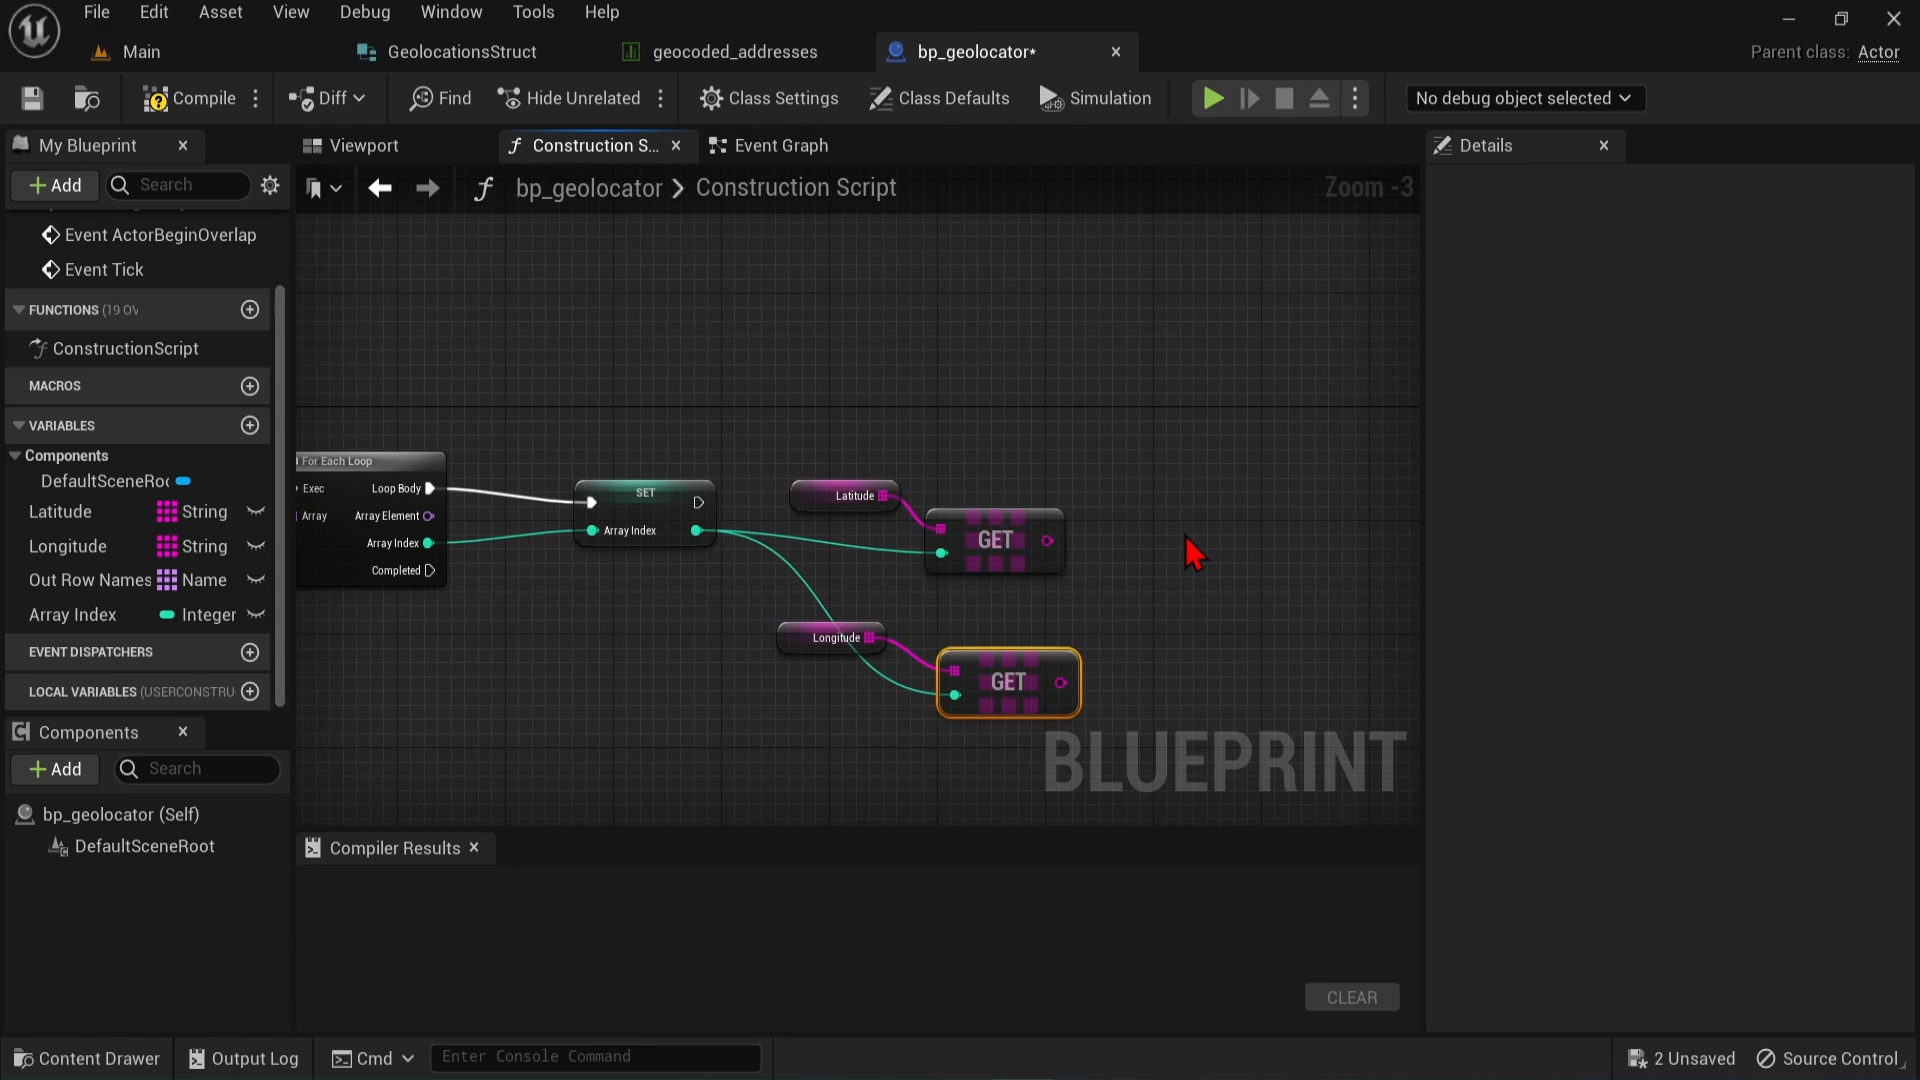 File Edit Asset View Debug Window Tools Help
Main GeolocationsStruct geocoded_addresses bp_geolocator* Parent class: Actor
Compile Diff Find Hide Unrelated Class Settings Class Defaults Simulation No debug object selected
My Blueprint Viewport Construction S... Event Graph Details
Add Search bp_geolocator Construction Script Zoom -3
Event ActorBeginOverlap
Event Tick
FUNCTIONS (19 OV
ConstructionScript
MACROS
VARIABLES
Components
DefaultSceneRoo
Latitude String
Longitude String
Out Row Names Name
Array Index Integer
EVENT DISPATCHERS
LOCAL VARIABLES (USERCONSTRU
For Each Loop
Exec Loop Body
Array Array Element
Array Index
Completed
SET
Array Index
Latitude
GET
Longitude
GET
BLUEPRINT
Components
Add Search
bp_geolocator (Self)
DefaultSceneRoot
Compiler Results
CLEAR
Content Drawer Output Log Cmd Enter Console Command 2 Unsaved Source Control